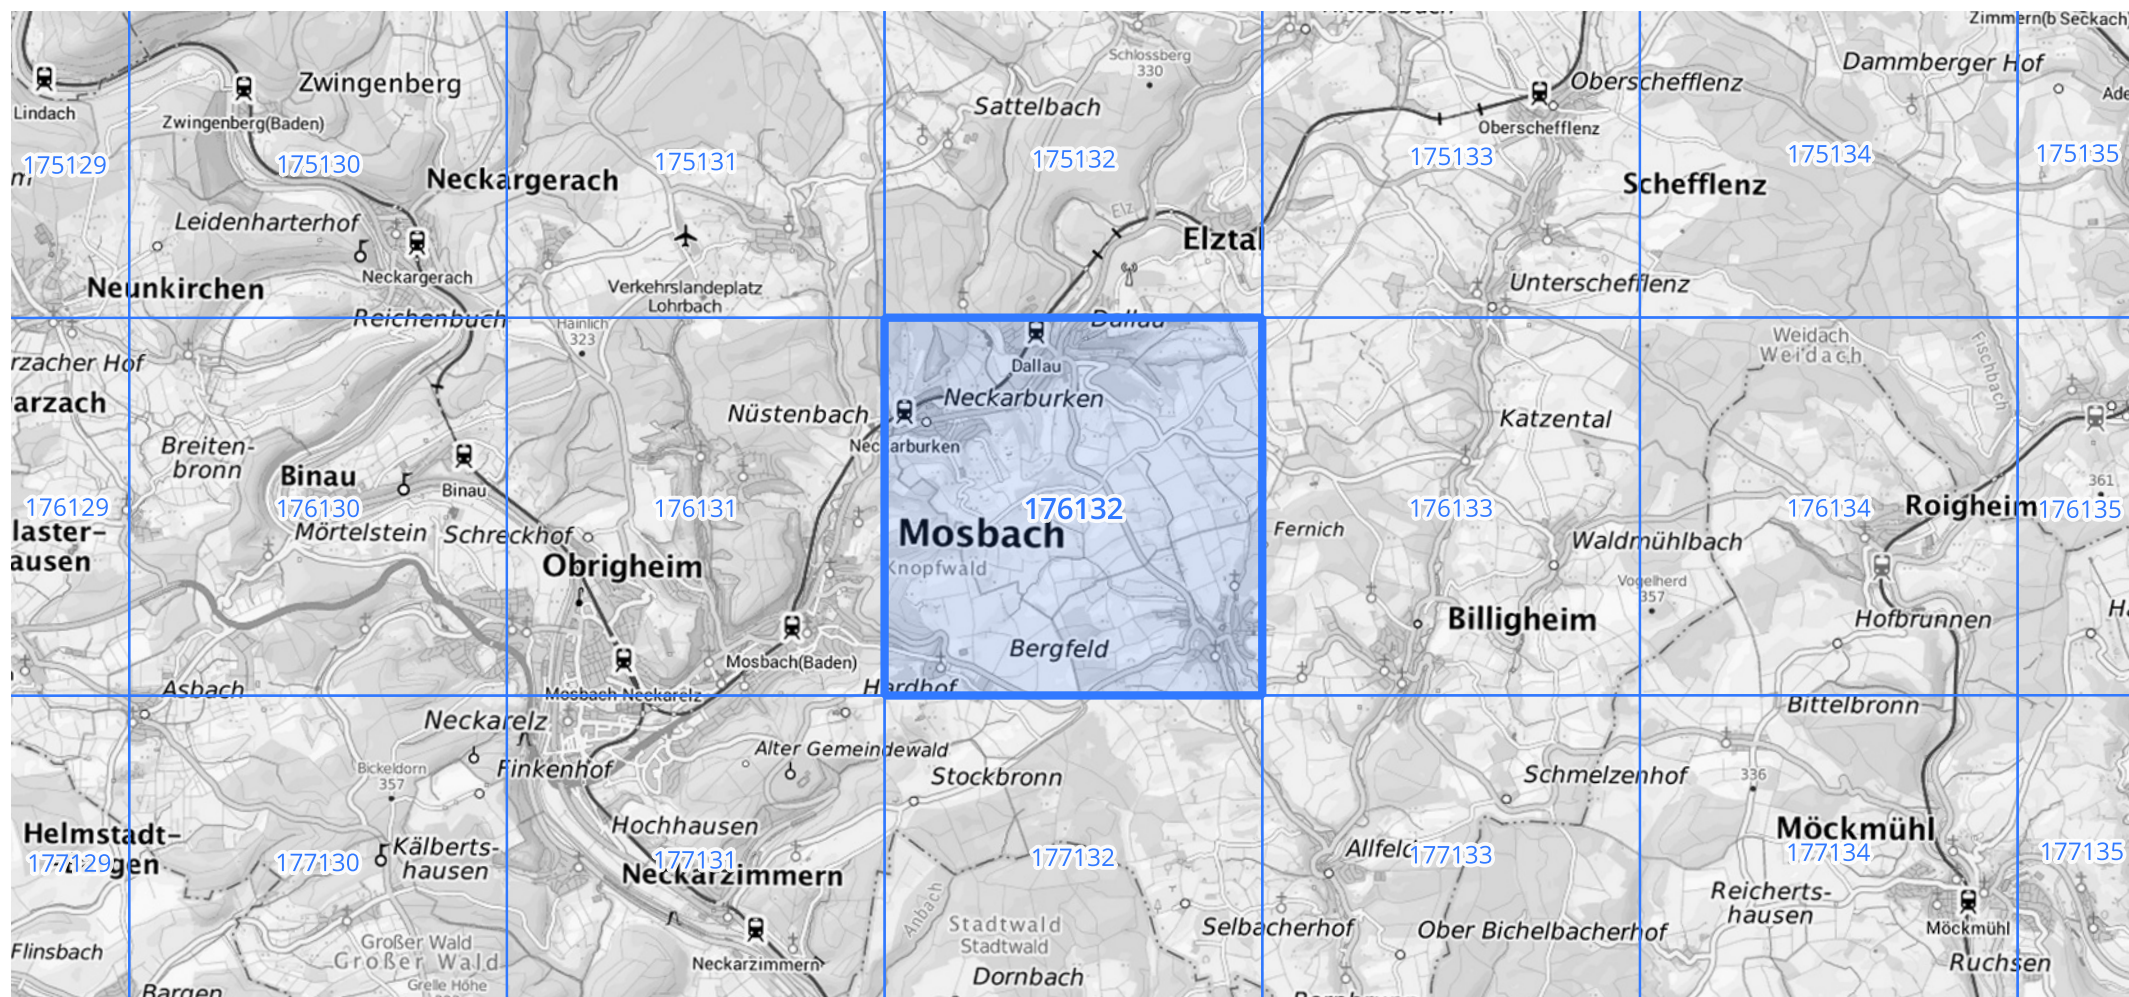 Zimmern(b Seckach)
Schlossberg
330
Dammberger Hof
Zwingenberg
Oberschefflenz
Lindach
Sattelbach
Zwingenberg(Baden)
Oberschefflenz
175129
175130
175131
175132
175133
175134
175135
Neckargerach
Schefflenz
Leidenharterhof
Elz
Elztal
Neckargerach
Neunkirchen
Verkehrslandeplatz
Lohrbach
Unterschefflenz
Reichenbuch
Hainlich
323
Dallau
Weidach
Weidach
Fischbach
rzacher Hof
Dallau
arzach
Neckarburken
Nüstenbach
Katzental
Breiten-
bronn
Neckarburken
Binau
Binau
361
176129
176130
176131
176132
176133
176134
176135
Roigheim
laster-
ausen
Mörtelstein
Schreckhof
Mosbach
Fernich
Waldmühlbach
Obrigheim
Knopfwald
Vogelherd
357
Billigheim
Hofbrunnen
Bergfeld
Mosbach(Baden)
Asbach
Mosbach Neckarelz
Hardhof
Bittelbronn
Neckarelz
Alter Gemeindewald
Bickeldorn
357
Finkenhof
Stockbronn
Schmelzenhof
336
Helmstadt-
Hochhausen
Möckmühl
177129
177130
Kälberts-
hausen
177131
177132
Allfeld
177133
177134
177135
Neckarzimmern
Anbach
Reicherts-
hausen
Stadtwald
Stadtwald
Selbacherhof
Ober Bichelbacherhof
Möckmühl
Flinsbach
Großer Wald
Großer Wald
Neckarzimmern
Ruchsen
Grelle Höhe
Dornbach
Bargen